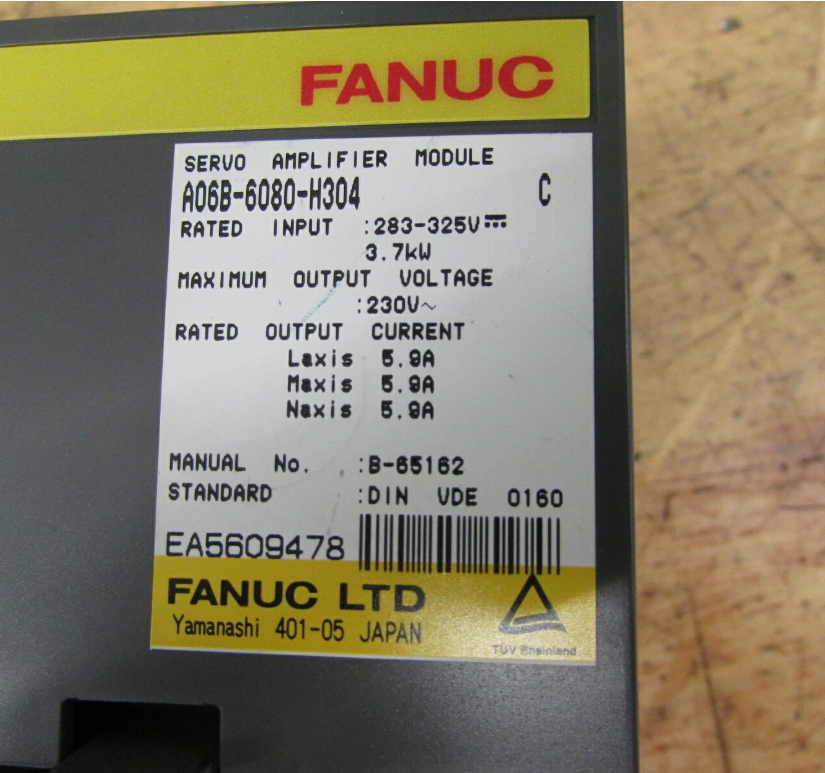 FANUC
SERVO AMPLIFIER MODULE
A06B-6080-H304 C
RATED INPUT :283-325V⎓
3.7kW
MAXIMUM OUTPUT VOLTAGE
:230V~
RATED OUTPUT CURRENT
Laxis 5.9A
Maxis 5.9A
Naxis 5.9A
MANUAL No. :B-65162
STANDARD :DIN VDE 0160
EA5609478
FANUC LTD
Yamanashi 401-05 JAPAN
TÜV Rheinland